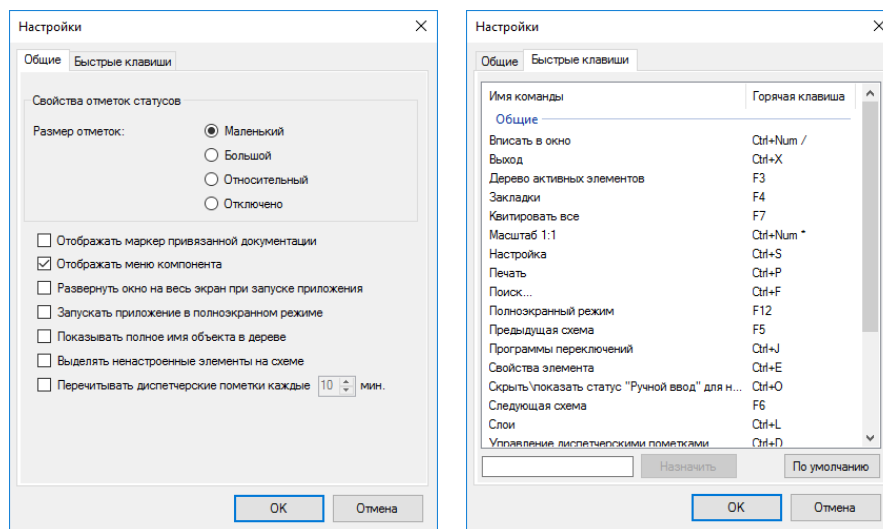 Настройки
Общие
Быстрые клавиши
Свойства отметок статусов
Размер отметок:
Маленький
Большой
Относительный
Отключено
Отображать маркер привязанной документации
Отображать меню компонента
Развернуть окно на весь экран при запуске приложения
Запускать приложение в полноэкранном режиме
Показывать полное имя объекта в дереве
Выделять ненастроенные элементы на схеме
Перечитывать диспетчерские пометки каждые 10 мин.
OK Отмена
Настройки
Общие Быстрые клавиши
Имя команды Горячая клавиша
Общие
Вписать в окно Ctrl+Num /
Выход Ctrl+X
Дерево активных элементов F3
Закладки F4
Квитировать все F7
Масштаб 1:1 Ctrl+Num *
Настройка Ctrl+S
Печать Ctrl+P
Поиск... Ctrl+F
Полноэкранный режим F12
Предыдущая схема F5
Программы переключений Ctrl+J
Свойства элемента Ctrl+E
Скрыть\показать статус "Ручной ввод" для н... Ctrl+O
Следующая схема F6
Слои Ctrl+L
Управление диспетчерскими пометками Ctrl+D
Назначить По умолчанию
OK Отмена